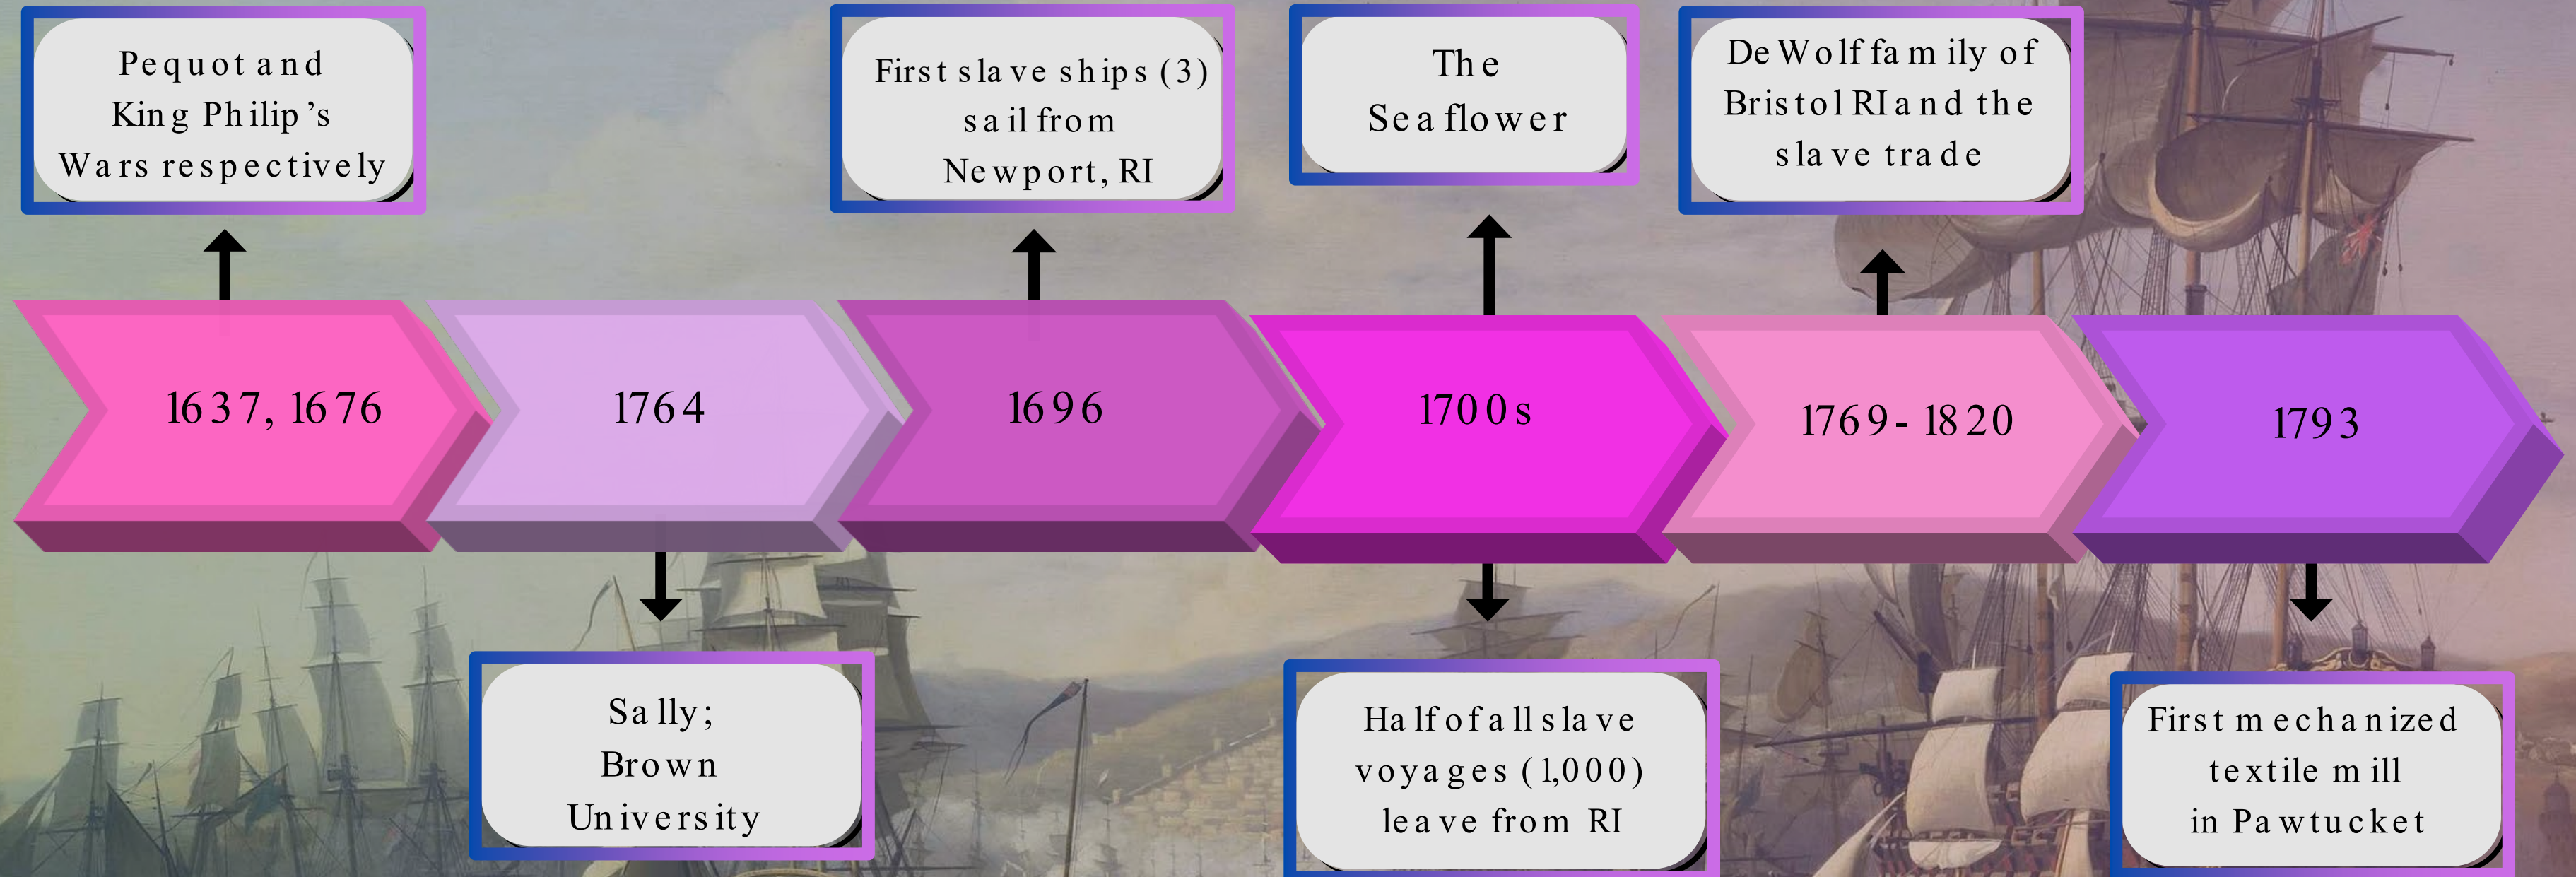 Pequot and
King Philip’s
Wars respectively
First slave ships (3)
sail from
Newport, RI
The
Seaflower
DeWolf family of
Bristol RI and the
slave trade
1637, 1676
1764
1696
1700s
1769- 1820
1793
Sally;
Brown
University
Half of all slave
voyages (1,000)
leave from RI
First mechanized
textile mill
in Pawtucket